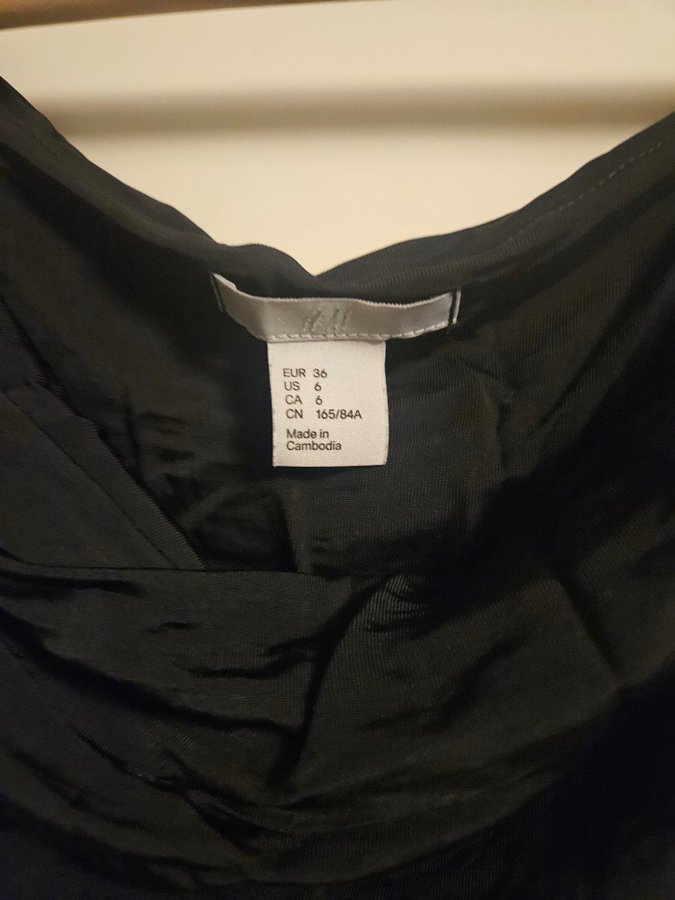 H&M
EUR 36
US 6
CA 6
CN 165/84A
Made in
Cambodia